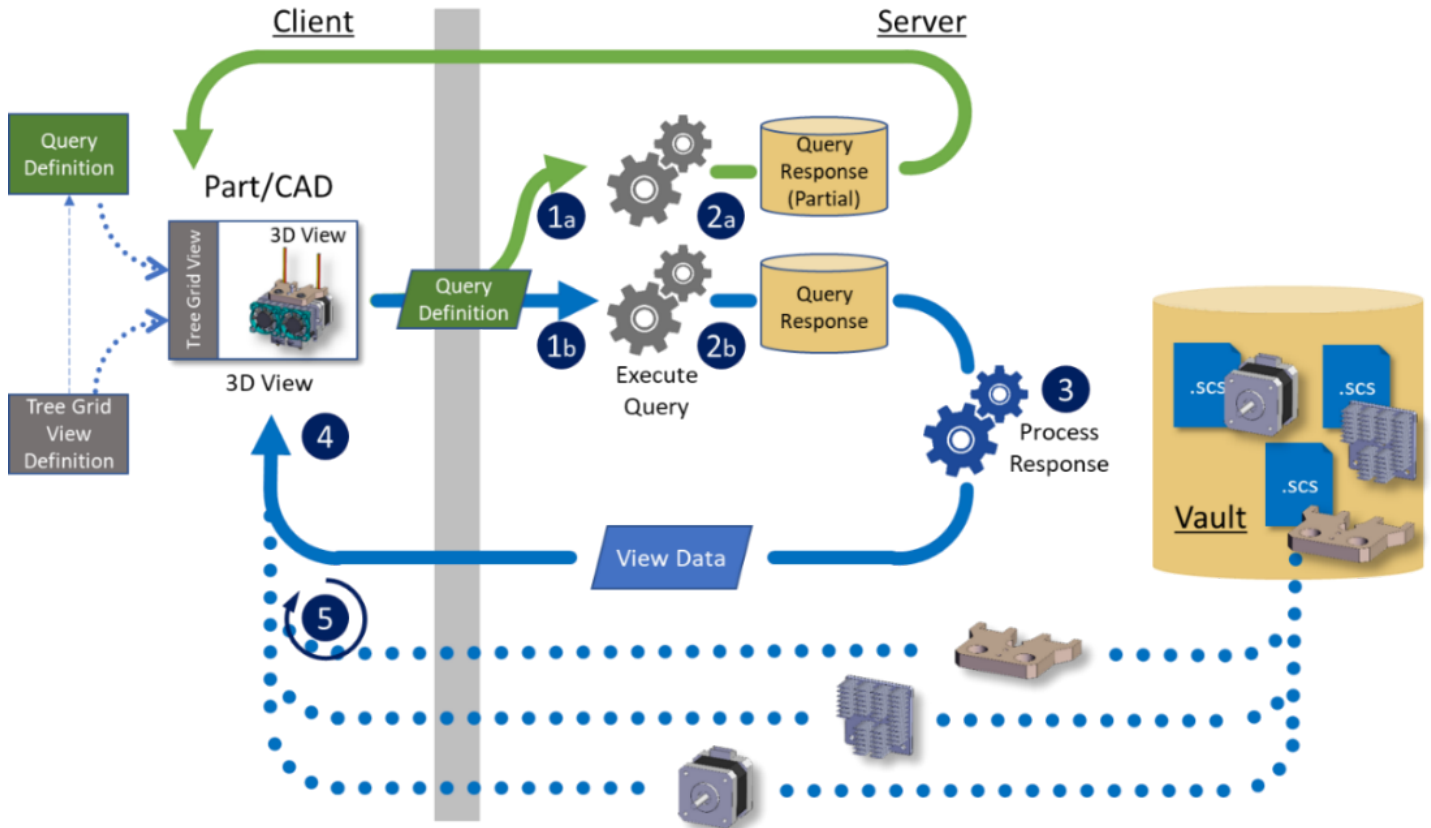 Client
Server
Query
Definition
Part/CAD
Tree Grid View
3D View
3D View
Tree Grid
View
Definition
Query
Definition
1a
1b
2a
2b
Execute
Query
Query
Response
(Partial)
Query
Response
3
Process
Response
4
View Data
5
.scs
.scs
.scs
Vault